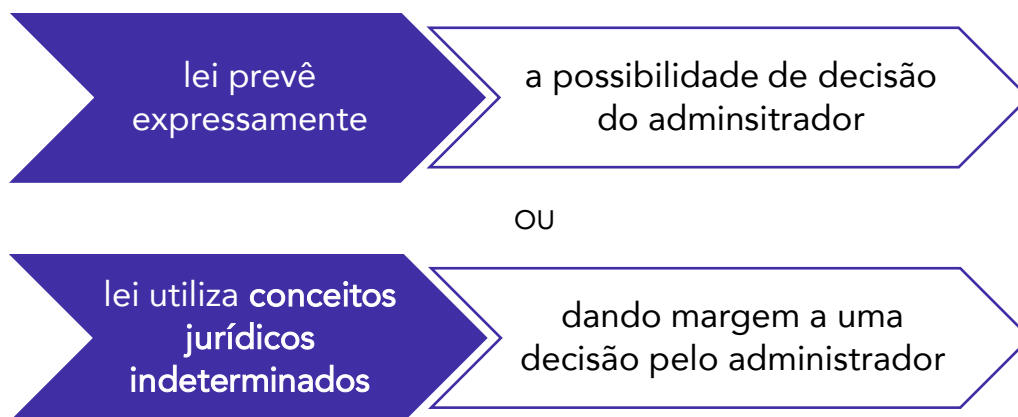 lei prevê
expressamente
a possibilidade de decisão
do adminsitrador
OU
lei utiliza conceitos
jurídicos
indeterminados
dando margem a uma
decisão pelo administrador